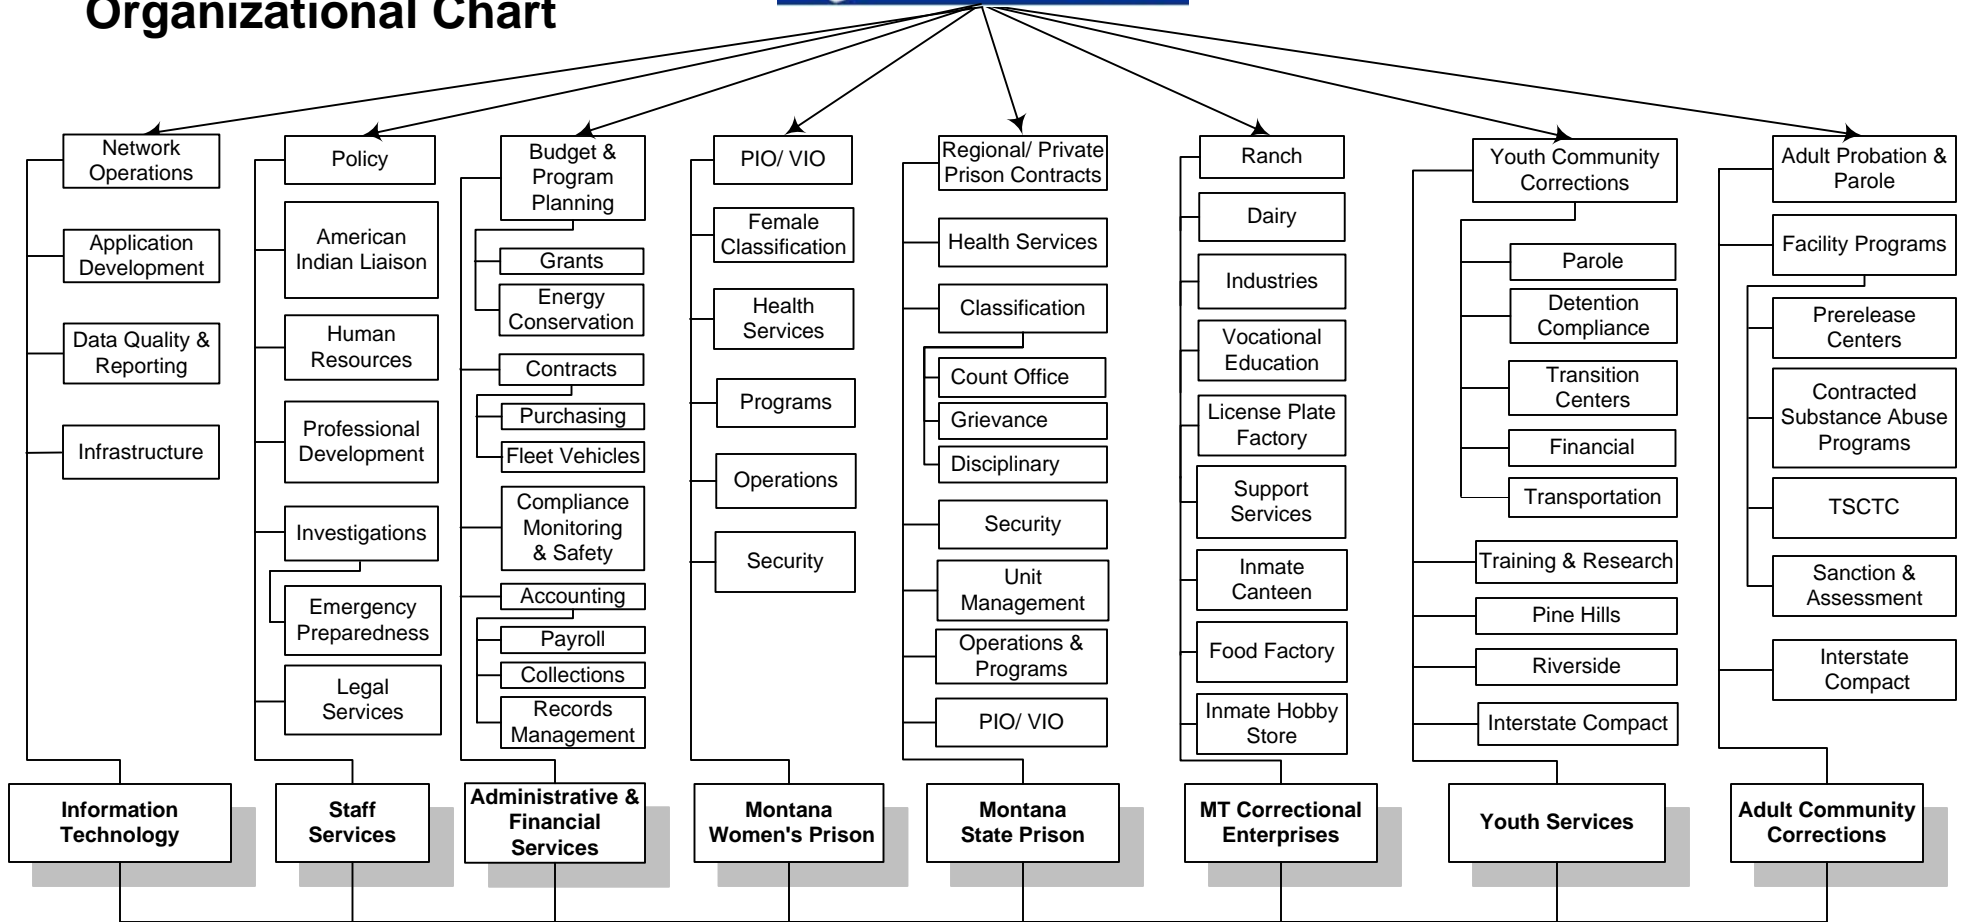 Organizational Chart
Network
Operations
Application
Development
Data Quality &
Reporting
Infrastructure
Information
Technology
Policy
American
Indian Liaison
Human
Resources
Professional
Development
Investigations
Emergency
Preparedness
Legal
Services
Staff
Services
Budget &
Program
Planning
Grants
Energy
Conservation
Contracts
Purchasing
Fleet Vehicles
Compliance
Monitoring
& Safety
Accounting
Payroll
Collections
Records
Management
Administrative &
Financial
Services
PIO/ VIO
Female
Classification
Health
Services
Programs
Operations
Security
Montana
Women's Prison
Regional/ Private
Prison Contracts
Health Services
Classification
Count Office
Grievance
Disciplinary
Security
Unit
Management
Operations &
Programs
PIO/ VIO
Montana
State Prison
Ranch
Dairy
Industries
Vocational
Education
License Plate
Factory
Support
Services
Inmate
Canteen
Food Factory
Inmate Hobby
Store
MT Correctional
Enterprises
Youth Community
Corrections
Parole
Detention
Compliance
Transition
Centers
Financial
Transportation
Training & Research
Pine Hills
Riverside
Interstate Compact
Youth Services
Adult Probation &
Parole
Facility Programs
Prerelease
Centers
Contracted
Substance Abuse
Programs
TSCTC
Sanction &
Assessment
Interstate
Compact
Adult Community
Corrections